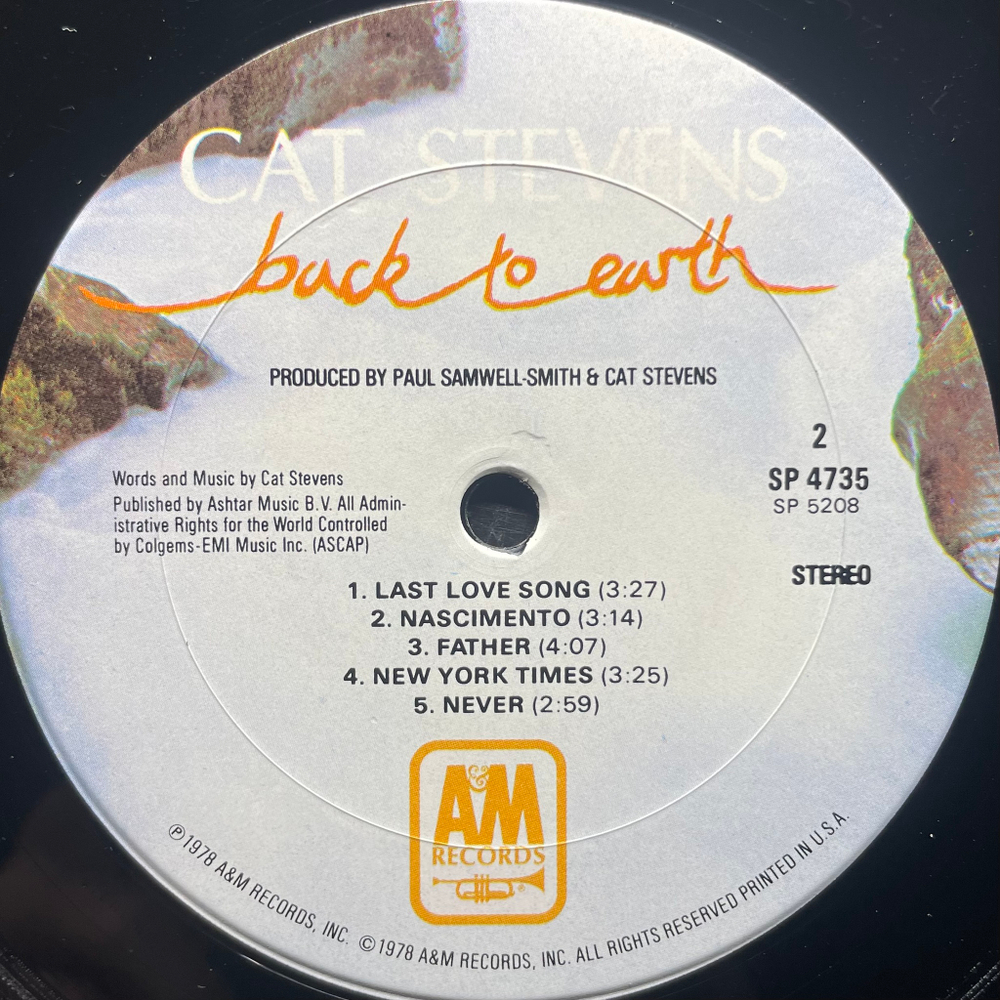 CAT STEVENS
back to earth
PRODUCED BY PAUL SAMWELL-SMITH & CAT STEVENS
2
SP 4735
SP 5208
STEREO
Words and Music by Cat Stevens
Published by Ashtar Music B.V. All Admin-
istrative Rights for the World Controlled
by Colgems-EMI Music Inc. (ASCAP)
1. LAST LOVE SONG (3:27)
2. NASCIMENTO (3:14)
3. FATHER (4:07)
4. NEW YORK TIMES (3:25)
5. NEVER (2:59)
A&M
RECORDS
®
℗1978 A&M RECORDS, INC. ©1978 A&M RECORDS, INC. ALL RIGHTS RESERVED PRINTED IN U.S.A.